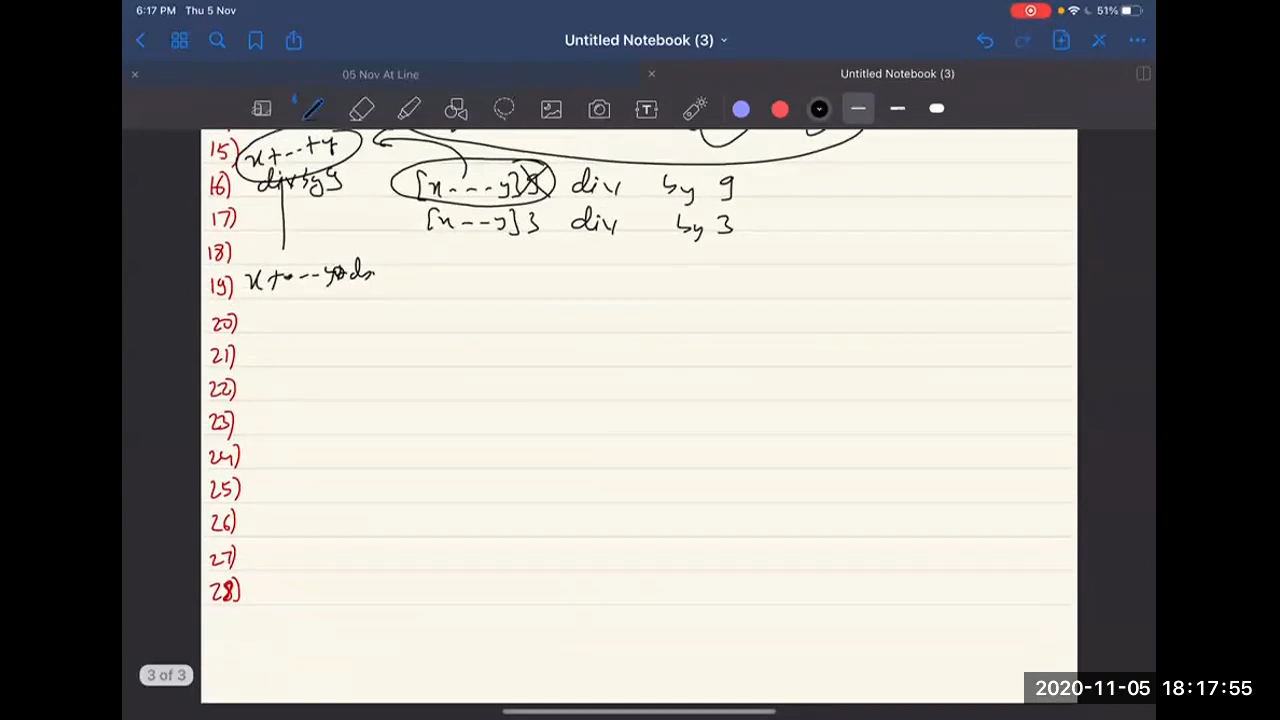 6:17 PM Thu 5 Nov
51%
Untitled Notebook (3)
05 Nov At Line
Untitled Notebook (3)
15) x+--+y
16) div by 9 [x---y]9 div by 9
17) [x--y]3 div by 3
18)
19) x+--y
20)
21)
22)
23)
24)
25)
26)
27)
28)
3 of 3
2020-11-05 18:17:55